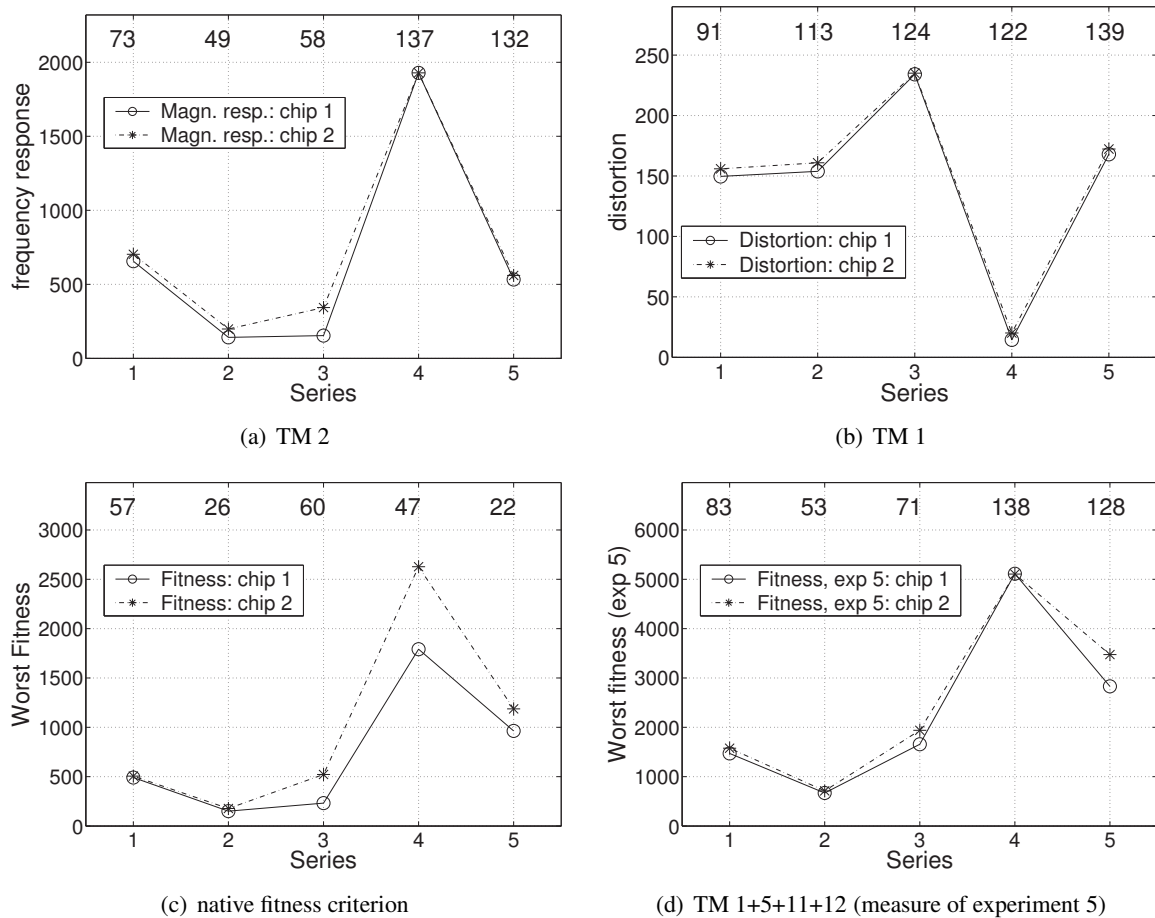 73 49 58 137 132
2000
1500
1000
500
0
frequency response
Magn. resp.: chip 1
Magn. resp.: chip 2
1 2 3 4 5
Series
(a) TM 2
91 113 124 122 139
250
200
150
100
50
0
distortion
Distortion: chip 1
Distortion: chip 2
1 2 3 4 5
Series
(b) TM 1
57 26 60 47 22
3000
2500
2000
1500
1000
500
0
Worst Fitness
Fitness: chip 1
Fitness: chip 2
1 2 3 4 5
Series
(c) native fitness criterion
83 53 71 138 128
6000
5000
4000
3000
2000
1000
0
Worst fitness (exp 5)
Fitness, exp 5: chip 1
Fitness, exp 5: chip 2
1 2 3 4 5
Series
(d) TM 1+5+11+12 (measure of experiment 5)